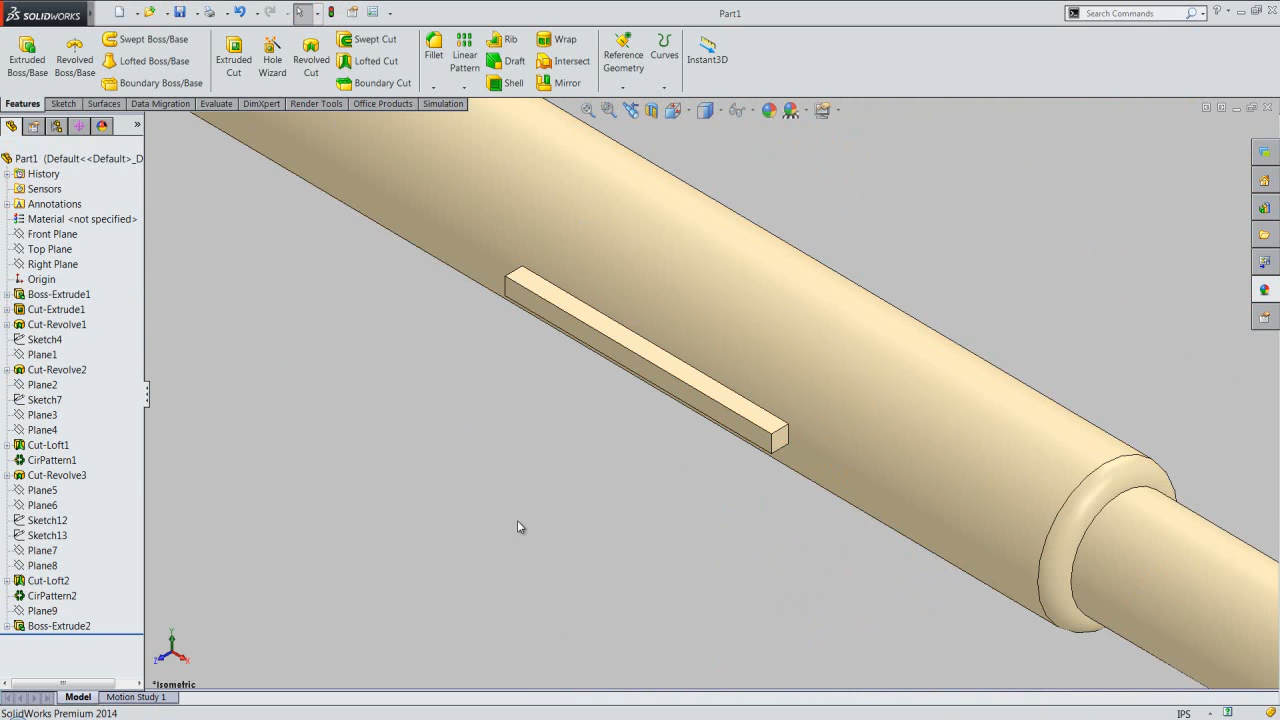 SOLIDWORKS
Part1
Search Commands
Extruded Boss/Base
Revolved Boss/Base
Swept Boss/Base
Lofted Boss/Base
Boundary Boss/Base
Extruded Cut
Hole Wizard
Revolved Cut
Swept Cut
Lofted Cut
Boundary Cut
Fillet
Linear Pattern
Rib
Draft
Shell
Wrap
Intersect
Mirror
Reference Geometry
Curves
Instant3D
Features
Sketch
Surfaces
Data Migration
Evaluate
DimXpert
Render Tools
Office Products
Simulation
Part1 (Default<<Default>_D
History
Sensors
Annotations
Material <not specified>
Front Plane
Top Plane
Right Plane
Origin
Boss-Extrude1
Cut-Extrude1
Cut-Revolve1
Sketch4
Plane1
Cut-Revolve2
Plane2
Sketch7
Plane3
Plane4
Cut-Loft1
CirPattern1
Cut-Revolve3
Plane5
Plane6
Sketch12
Sketch13
Plane7
Plane8
Cut-Loft2
CirPattern2
Plane9
Boss-Extrude2
Y
Z
X
*Isometric
Model
Motion Study 1
SolidWorks Premium 2014
IPS